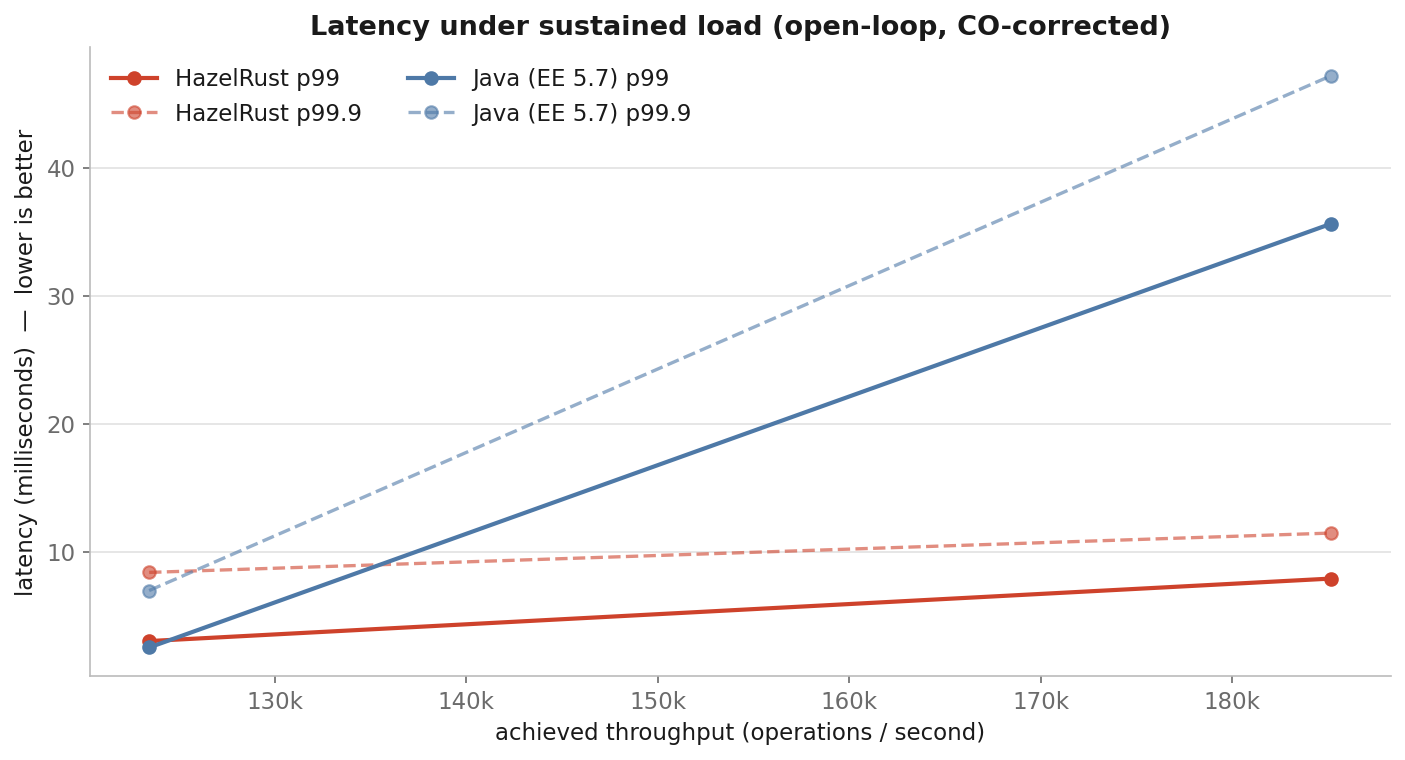 Latency under sustained load (open-loop, CO-corrected)
HazelRust p99
HazelRust p99.9
Java (EE 5.7) p99
Java (EE 5.7) p99.9
latency (milliseconds) — lower is better
40
30
20
10
130k
140k
150k
160k
170k
180k
achieved throughput (operations / second)